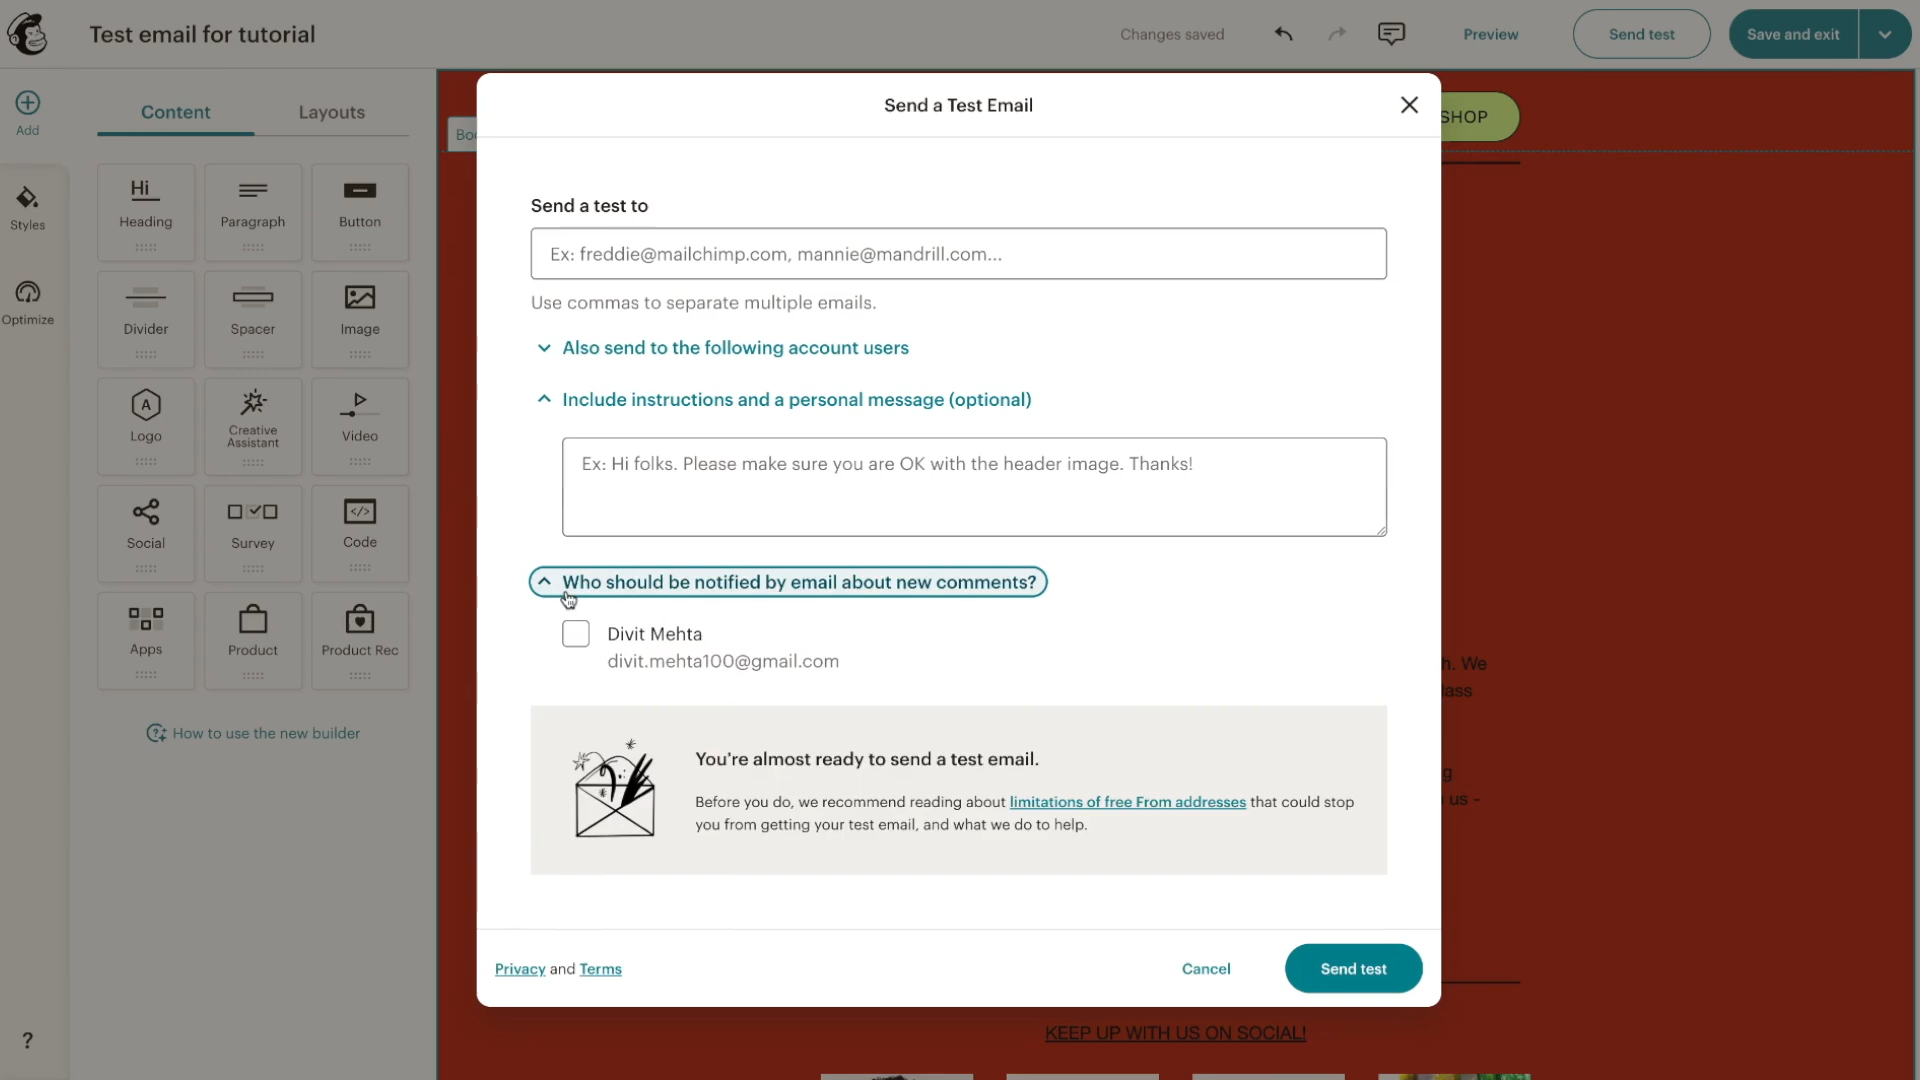 Test email for tutorial
Changes saved
Preview
Send test
Save and exit
Add
Styles
Optimize
Content
Layouts
Hi
Heading
Paragraph
Button
Divider
Spacer
Image
A
Logo
Creative
Assistant
Video
Social
Survey
</>
Code
Apps
Product
Product Rec
How to use the new builder
?
SHOP
Send a Test Email
Send a test to
Ex: freddie@mailchimp.com, mannie@mandrill.com...
Use commas to separate multiple emails.
Also send to the following account users
Include instructions and a personal message (optional)
Ex: Hi folks. Please make sure you are OK with the header image. Thanks!
Who should be notified by email about new comments?
Divit Mehta
divit.mehta100@gmail.com
You're almost ready to send a test email.
Before you do, we recommend reading about limitations of free From addresses that could stop
you from getting your test email, and what we do to help.
Privacy and Terms
Cancel
Send test
h. We
lass
g
us -
KEEP UP WITH US ON SOCIAL!